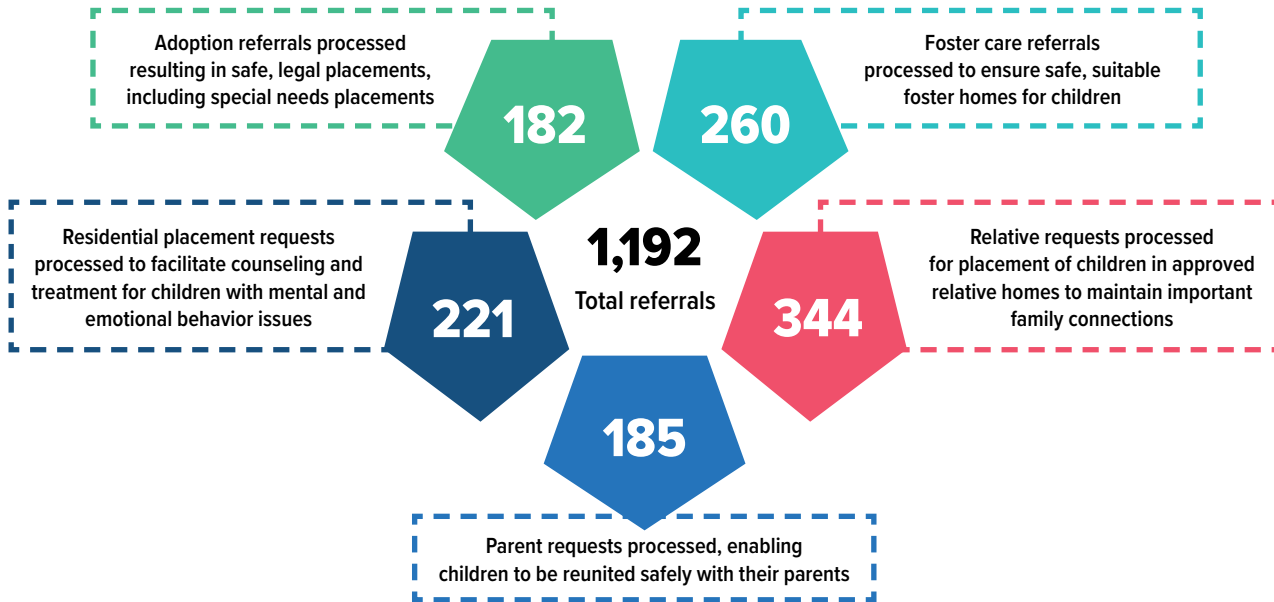 Adoption referrals processed
resulting in safe, legal placements,
including special needs placements
182
260
Foster care referrals
processed to ensure safe, suitable
foster homes for children
Residential placement requests
processed to facilitate counseling and
treatment for children with mental and
emotional behavior issues
221
1,192
Total referrals
344
Relative requests processed
for placement of children in approved
relative homes to maintain important
family connections
185
Parent requests processed, enabling
children to be reunited safely with their parents